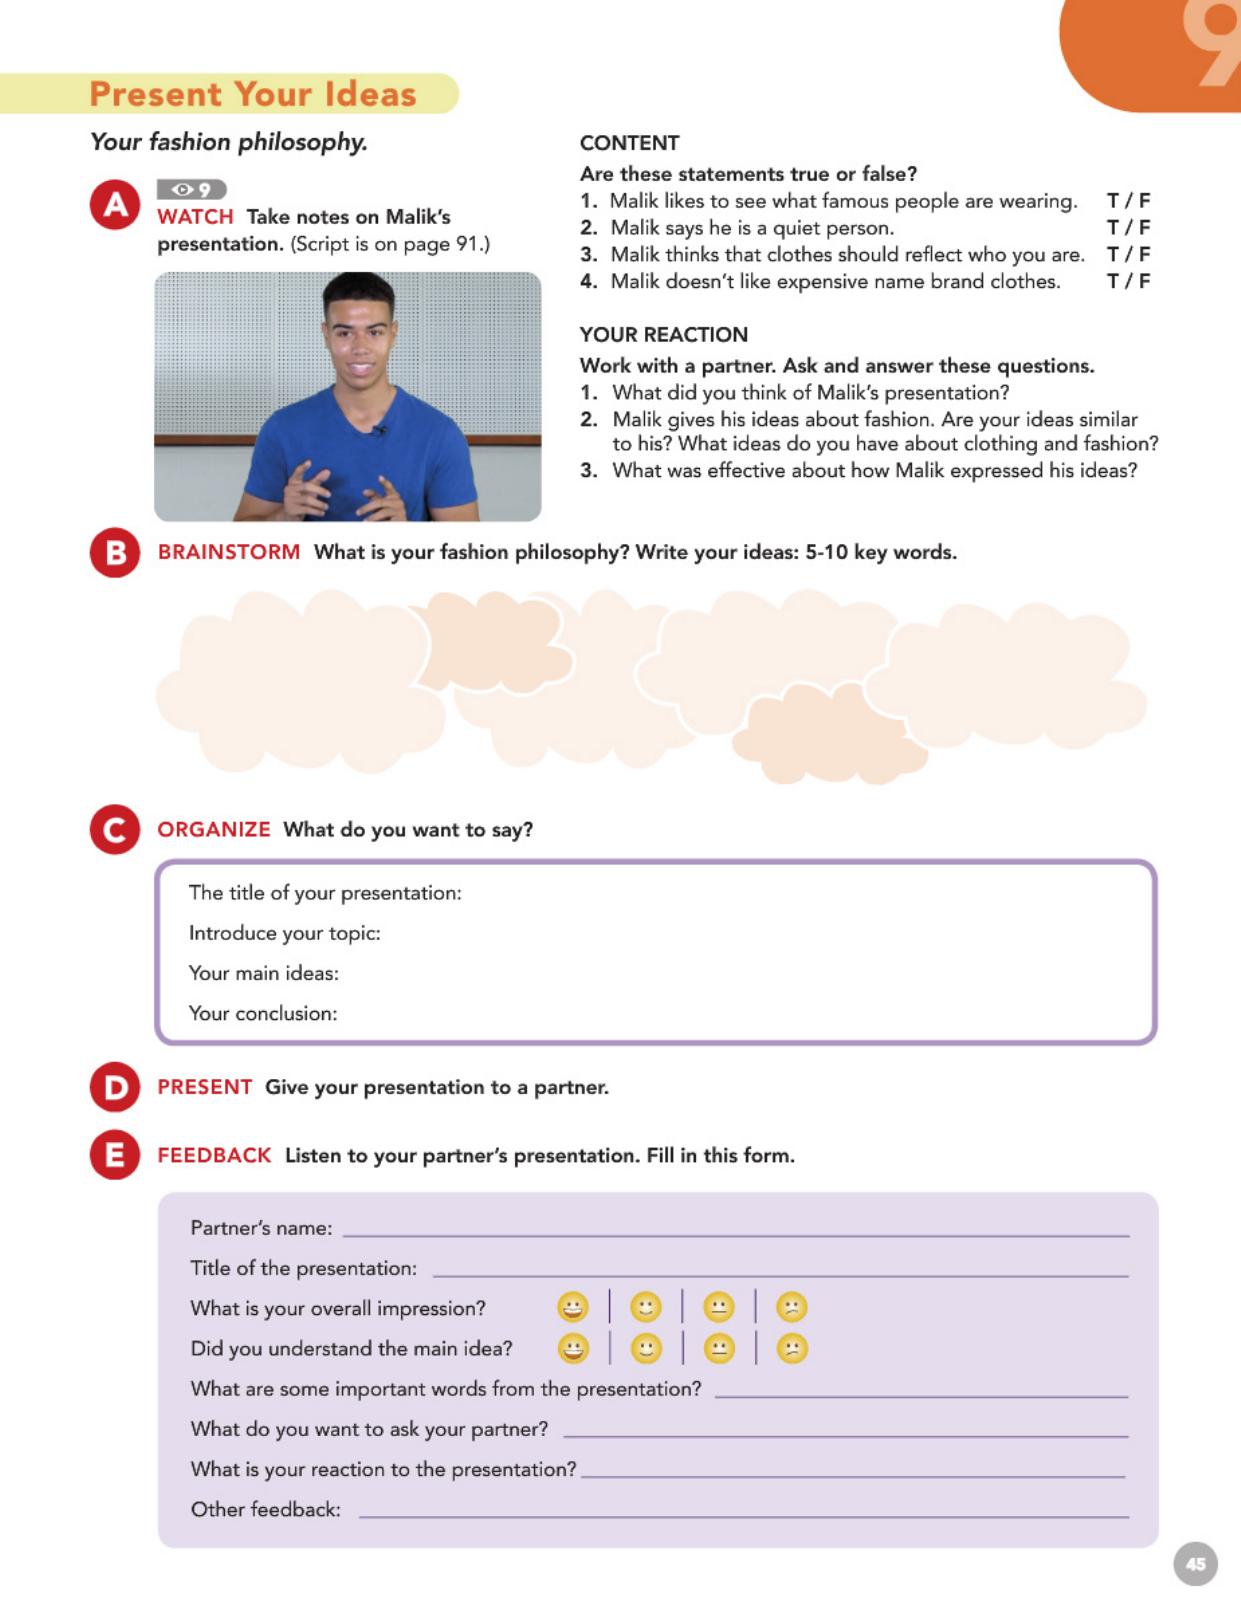 9
Present Your Ideas
Your fashion philosophy.
A
9
WATCH Take notes on Malik's
presentation. (Script is on page 91.)
CONTENT
Are these statements true or false?
1. Malik likes to see what famous people are wearing. T / F
2. Malik says he is a quiet person. T / F
3. Malik thinks that clothes should reflect who you are. T / F
4. Malik doesn't like expensive name brand clothes. T / F
YOUR REACTION
Work with a partner. Ask and answer these questions.
1. What did you think of Malik's presentation?
2. Malik gives his ideas about fashion. Are your ideas similar
to his? What ideas do you have about clothing and fashion?
3. What was effective about how Malik expressed his ideas?
B BRAINSTORM What is your fashion philosophy? Write your ideas: 5-10 key words.
C ORGANIZE What do you want to say?
The title of your presentation:
Introduce your topic:
Your main ideas:
Your conclusion:
D PRESENT Give your presentation to a partner.
E FEEDBACK Listen to your partner's presentation. Fill in this form.
Partner's name:
Title of the presentation:
What is your overall impression?
Did you understand the main idea?
What are some important words from the presentation?
What do you want to ask your partner?
What is your reaction to the presentation?
Other feedback:
45